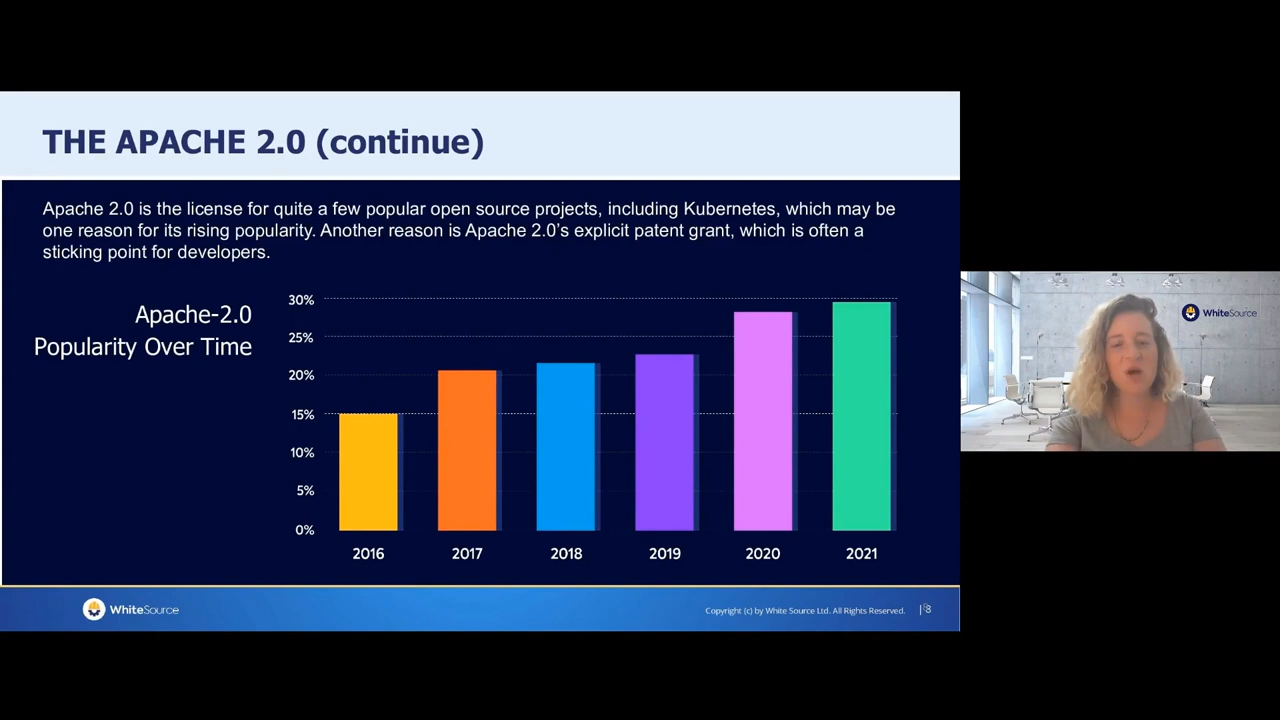 THE APACHE 2.0 (continue)
Apache 2.0 is the license for quite a few popular open source projects, including Kubernetes, which may be
one reason for its rising popularity. Another reason is Apache 2.0's explicit patent grant, which is often a
sticking point for developers.
Apache-2.0
Popularity Over Time
30%
25%
20%
15%
10%
5%
0%
2016 2017 2018 2019 2020 2021
WhiteSource
Copyright (c) by White Source Ltd. All Rights Reserved.
WhiteSource